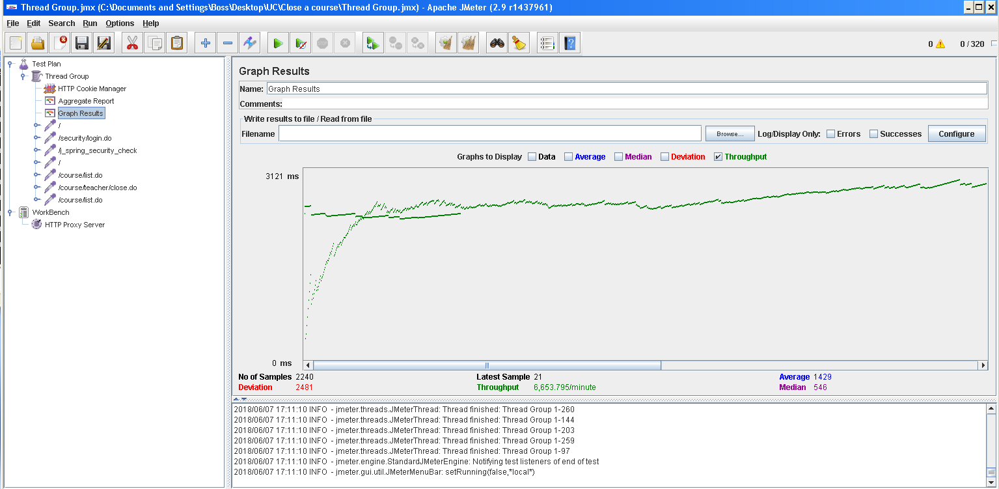 Thread Group.jmx (C:\Documents and Settings\Boss\Desktop\UC\Close a course\Thread Group.jmx) - Apache JMeter (2.9 r1437961)
File Edit Search Run Options Help
0 0 / 320
Test Plan
Thread Group
HTTP Cookie Manager
Aggregate Report
Graph Results
/
/security/login.do
/j_spring_security_check
/
/course/list.do
/course/teacher/close.do
/course/list.do
WorkBench
HTTP Proxy Server
Graph Results
Name: Graph Results
Comments:
Write results to file / Read from file
Filename Browse... Log/Display Only: Errors Successes Configure
Graphs to Display Data Average Median Deviation Throughput
3121 ms
0 ms
No of Samples 2240 Latest Sample 21 Average 1429
Deviation 2481 Throughput 6,653.795/minute Median 546
2018/06/07 17:11:10 INFO - jmeter.threads.JMeterThread: Thread finished: Thread Group 1-260
2018/06/07 17:11:10 INFO - jmeter.threads.JMeterThread: Thread finished: Thread Group 1-144
2018/06/07 17:11:10 INFO - jmeter.threads.JMeterThread: Thread finished: Thread Group 1-203
2018/06/07 17:11:10 INFO - jmeter.threads.JMeterThread: Thread finished: Thread Group 1-259
2018/06/07 17:11:10 INFO - jmeter.threads.JMeterThread: Thread finished: Thread Group 1-97
2018/06/07 17:11:10 INFO - jmeter.engine.StandardJMeterEngine: Notifying test listeners of end of test
2018/06/07 17:11:10 INFO - jmeter.gui.util.JMeterMenuBar: setRunning(false,*local*)